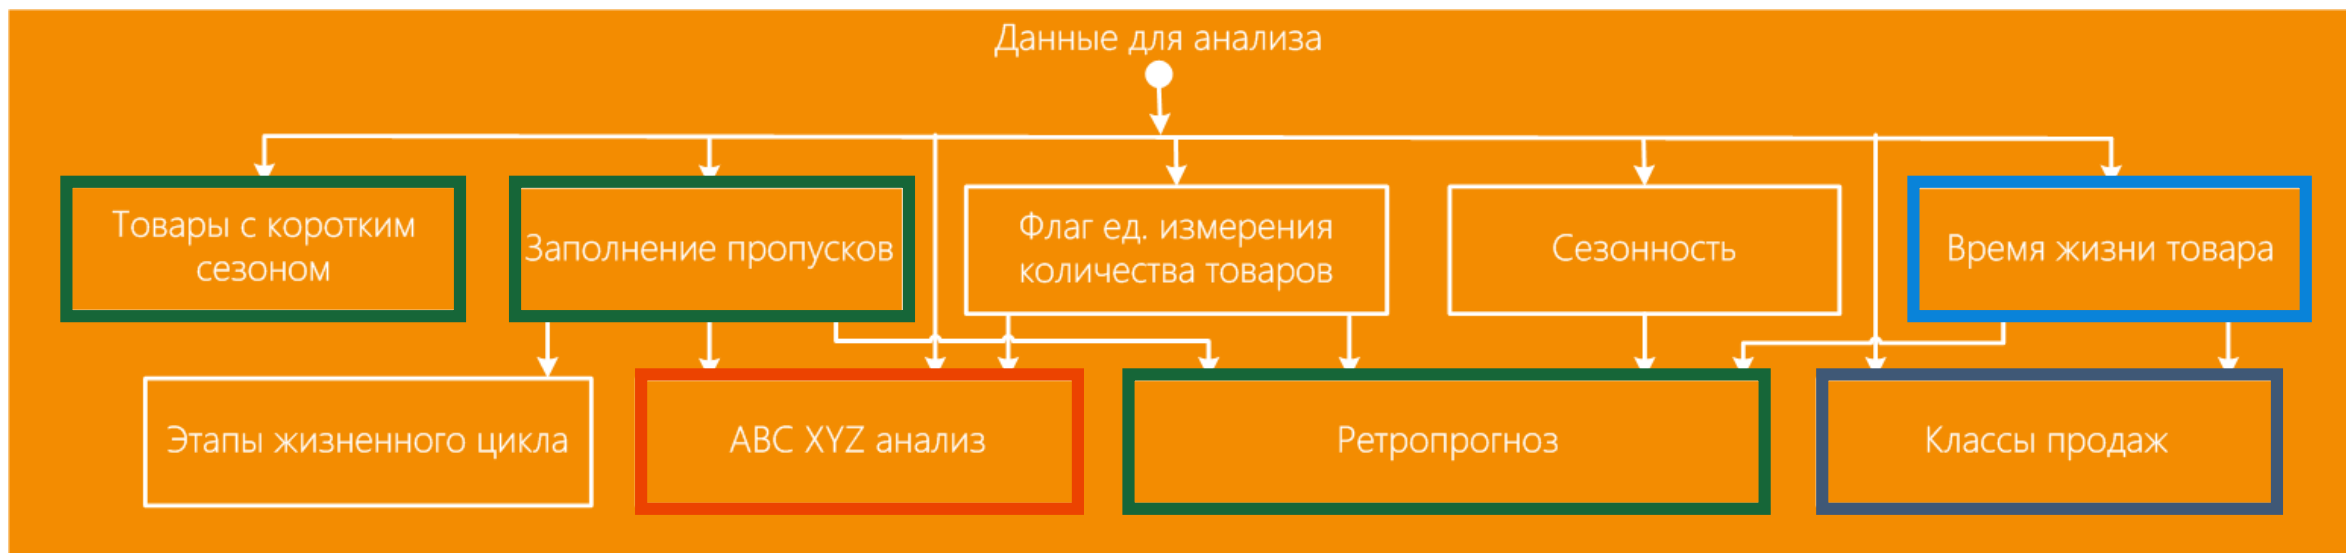 Данные для анализа
Товары с коротким
сезоном
Заполнение пропусков
Флаг ед. измерения
количества товаров
Сезонность
Время жизни товара
Этапы жизненного цикла
ABC XYZ анализ
Ретропрогноз
Классы продаж